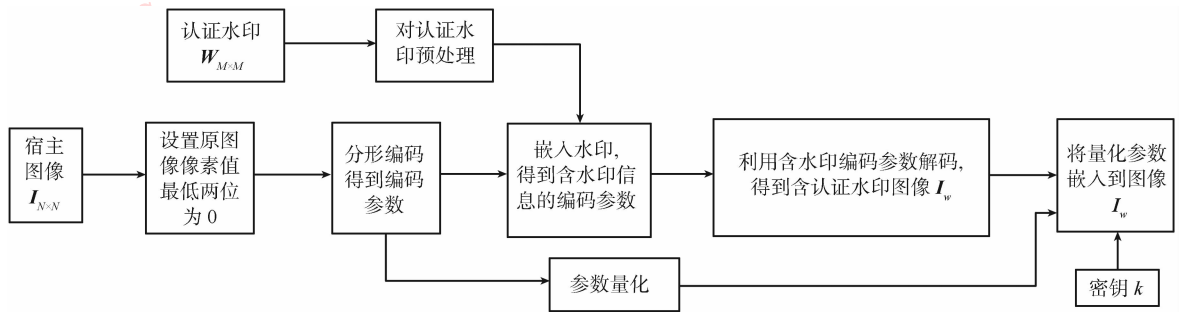 认证水印
W M×M
对认证水
印预处理
宿主
图像
I N×N
设置原图
像像素值
最低两位
为0
分形编码
得到编码
参数
嵌入水印,
得到含水印信
息的编码参数
利用含水印编码参数解码,
得到含认证水印图像 I w
将量化参数
嵌入到图像
I w
参数量化
密钥 k